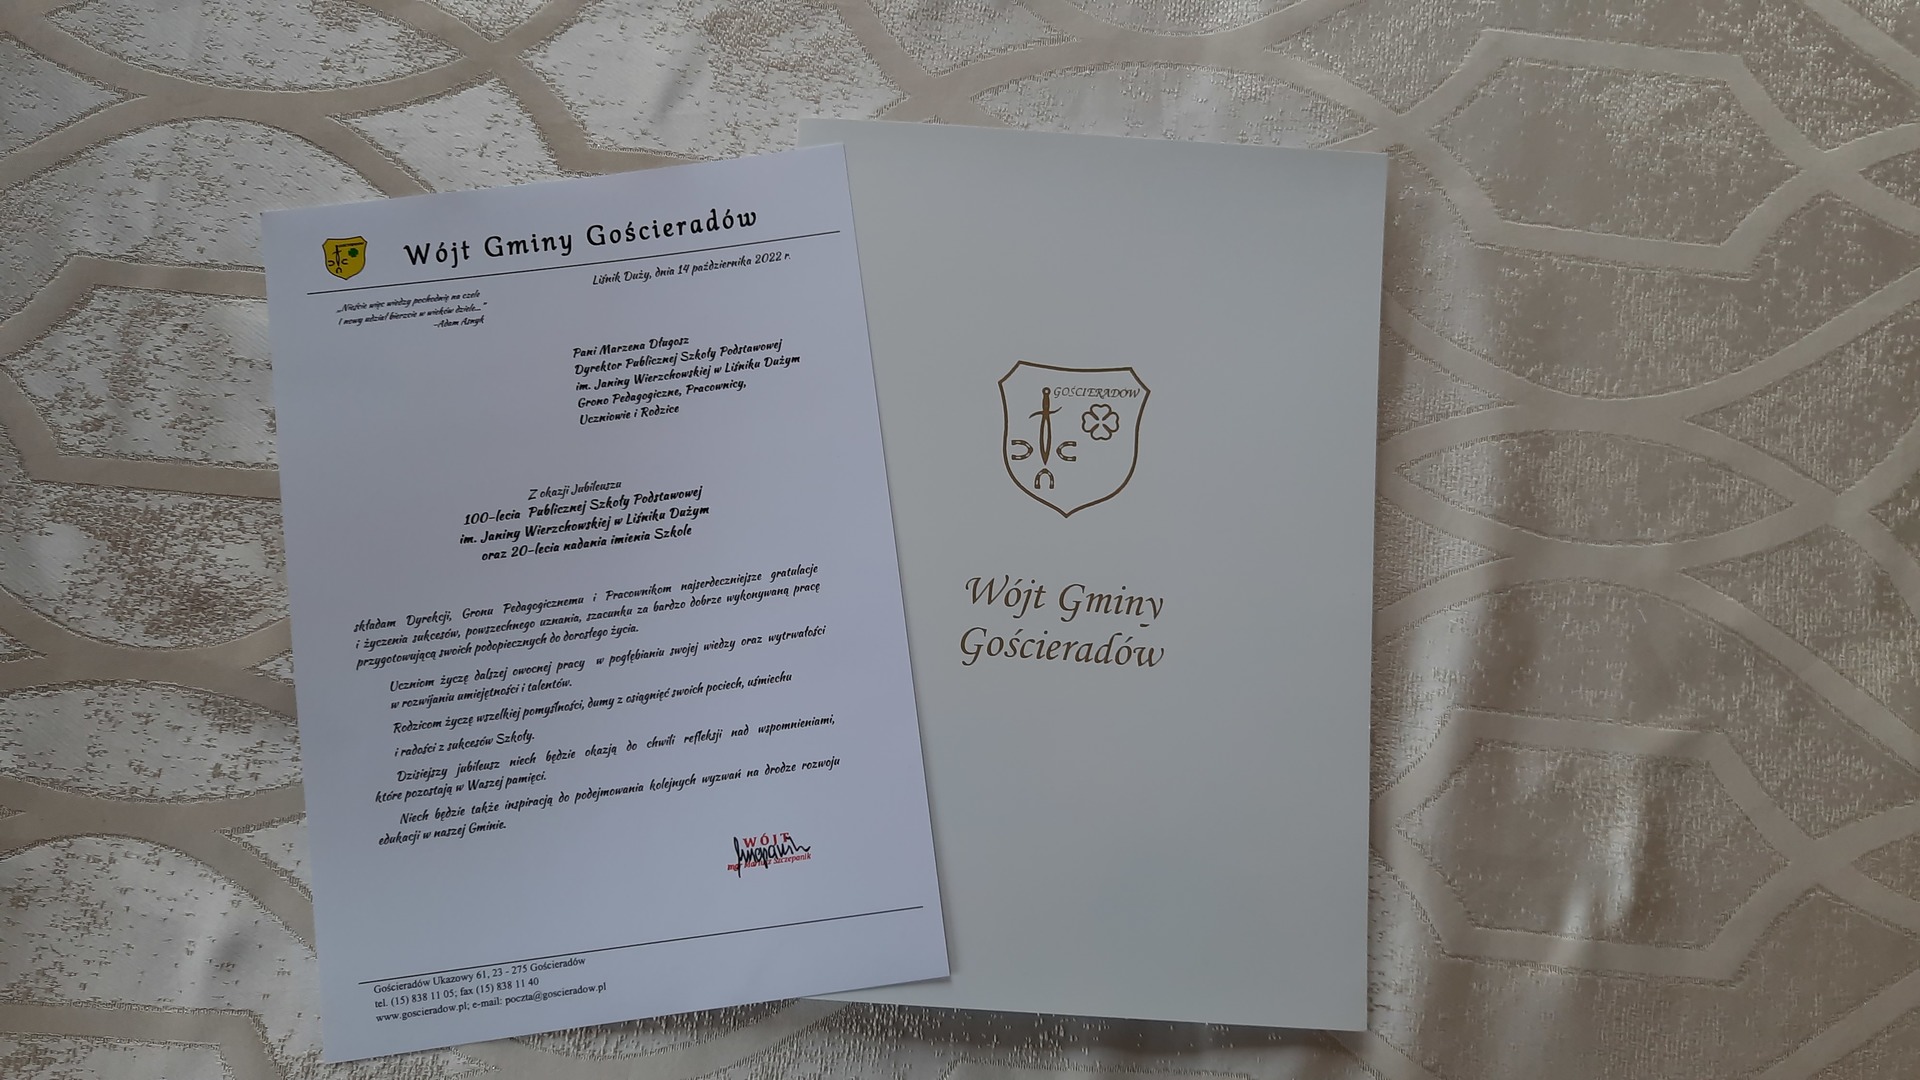 Wójt Gminy Gościeradów
Liśnik Duży, dnia 14 października 2022 r.
„Nieście więc wiedzy pochodnię na czele
I nowy udział bierzcie w wieków dziele..."
-Adam Asnyk
Pani Marzena Długosz
Dyrektor Publicznej Szkoły Podstawowej
im. Janiny Wierzchowskiej w Liśniku Dużym
Grono Pedagogiczne, Pracownicy,
Uczniowie i Rodzice
Z okazji Jubileuszu
100-lecia Publicznej Szkoły Podstawowej
im. Janiny Wierzchowskiej w Liśniku Dużym
oraz 20-lecia nadania imienia Szkole
składam Dyrekcji, Gronu Pedagogicznemu i Pracownikom najserdeczniejsze gratulacje
i życzenia sukcesów, powszechnego uznania, szacunku za bardzo dobrze wykonywaną pracę
przygotowującą swoich podopiecznych do dorosłego życia.
Uczniom życzę dalszej owocnej pracy w pogłębianiu swojej wiedzy oraz wytrwałości
w rozwijaniu umiejętności i talentów.
Rodzicom życzę wszelkiej pomyślności, dumy z osiągnięć swoich pociech, uśmiechu
i radości z sukcesów Szkoły.
Dzisiejszy jubileusz niech będzie okazją do chwili refleksji nad wspomnieniami,
które pozostają w Waszej pamięci.
Niech będzie także inspiracją do podejmowania kolejnych wyzwań na drodze rozwoju
edukacji w naszej Gminie.
WÓJT
mgr Mariusz Szczepanik
Gościeradów Ukazowy 61, 23 - 275 Gościeradów
tel. (15) 838 11 05; fax (15) 838 11 40
www.goscieradow.pl; e-mail: poczta@goscieradow.pl
GOŚCIERADÓW
Wójt Gminy
Gościeradów